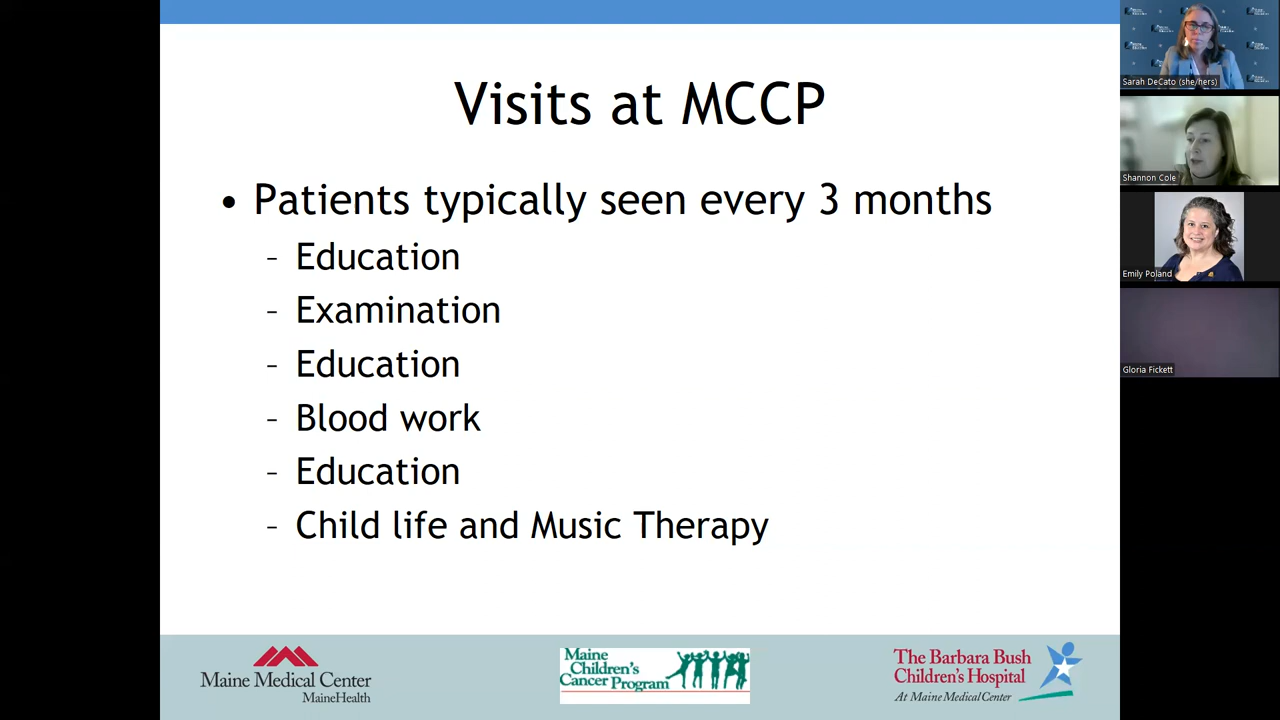 Visits at MCCP
• Patients typically seen every 3 months
– Education
– Examination
– Education
– Blood work
– Education
– Child life and Music Therapy
Maine Medical Center
MaineHealth
Maine
Children's
Cancer Program
The Barbara Bush
Children's Hospital
At Maine Medical Center
Sarah DeCato (she/hers)
Shannon Cole
Emily Poland
Gloria Fickett